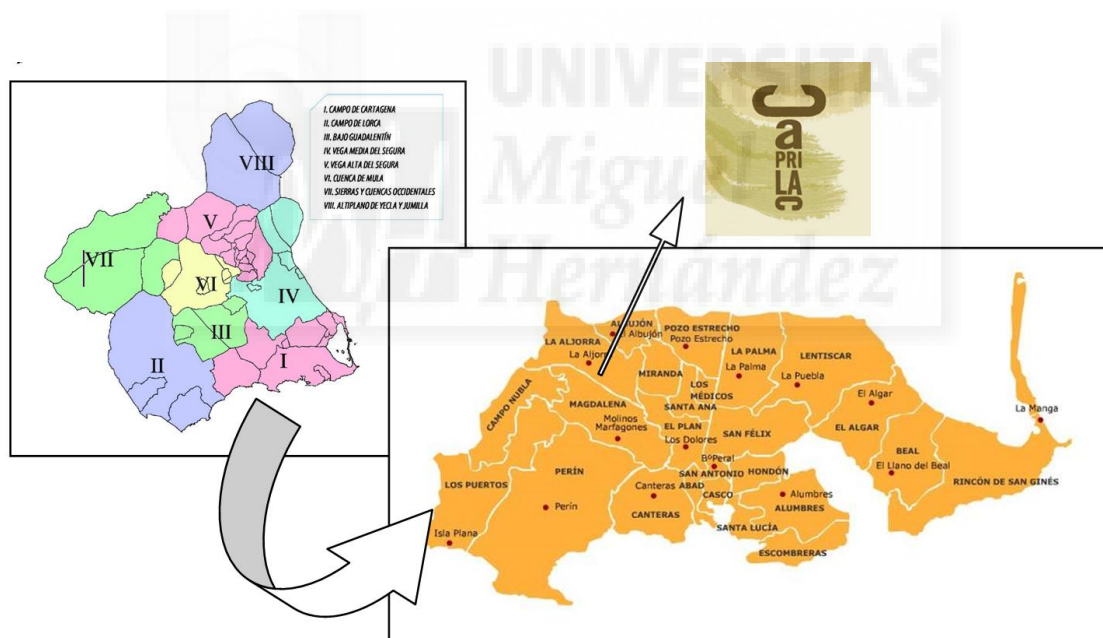 UNIVERSITAS
Miguel
Hernández
I. CAMPO DE CARTAGENA
II. CAMPO DE LORCA
III. BAJO GUADALENTÍN
IV. VEGA MEDIA DEL SEGURA
V. VEGA ALTA DEL SEGURA
VI. CUENCA DE MULA
VII. SIERRAS Y CUENCAS OCCIDENTALES
VIII. ALTIPLANO DE YECLA Y JUMILLA
VIII
V
VII
VI
IV
III
II
I
CaPRILAC
ALBUJÓN
El Albujón
POZO ESTRECHO
Pozo Estrecho
LA ALJORRA
La Aljorra
LA PALMA
La Palma
LENTISCAR
La Puebla
MIRANDA
LOS
MÉDICOS
SANTA ANA
CAMPO NUBLA
MAGDALENA
Molinos
Marfagones
EL PLAN
Los Dolores
SAN FÉLIX
El Algar
EL ALGAR
La Manga
BEAL
El Llano del Beal
RINCÓN DE SAN GINÉS
BºPeral
SAN ANTONIO
ABAD
HONDÓN
PERÍN
Perín
LOS PUERTOS
Canteras
CANTERAS
CASCO
Alumbres
ALUMBRES
SANTA LUCÍA
Isla Plana
ESCOMBRERAS